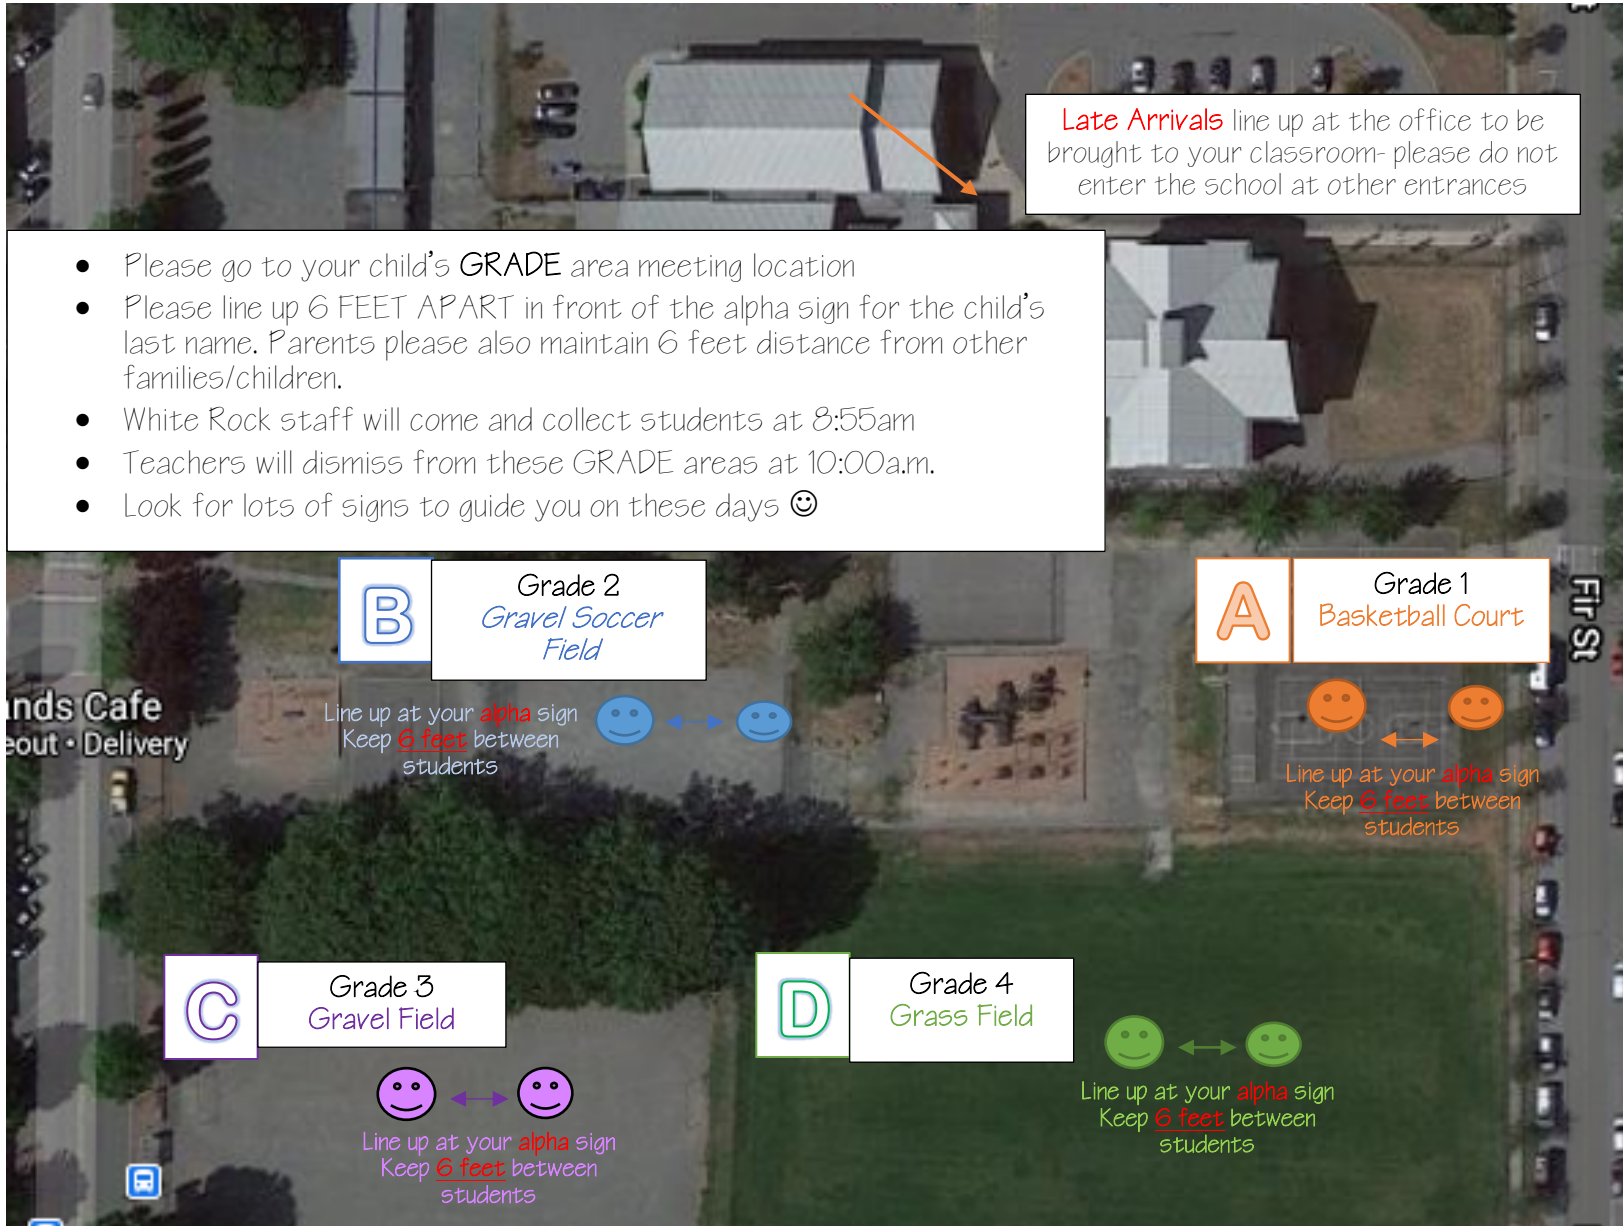 Late Arrivals line up at the office to be
brought to your classroom- please do not
enter the school at other entrances
Please go to your child's GRADE area meeting location
Please line up 6 FEET APART in front of the alpha sign for the child's
last name. Parents please also maintain 6 feet distance from other
families/children.
White Rock staff will come and collect students at 8:55am
Teachers will dismiss from these GRADE areas at 10:00a.m.
Look for lots of signs to guide you on these days ☺
B
Grade 2
Gravel Soccer
Field
Line up at your alpha sign
Keep 6 feet between
students
A
Grade 1
Basketball Court
Line up at your alpha sign
Keep 6 feet between
students
Fir St
nds Cafe
eout • Delivery
C
Grade 3
Gravel Field
Line up at your alpha sign
Keep 6 feet between
students
D
Grade 4
Grass Field
Line up at your alpha sign
Keep 6 feet between
students